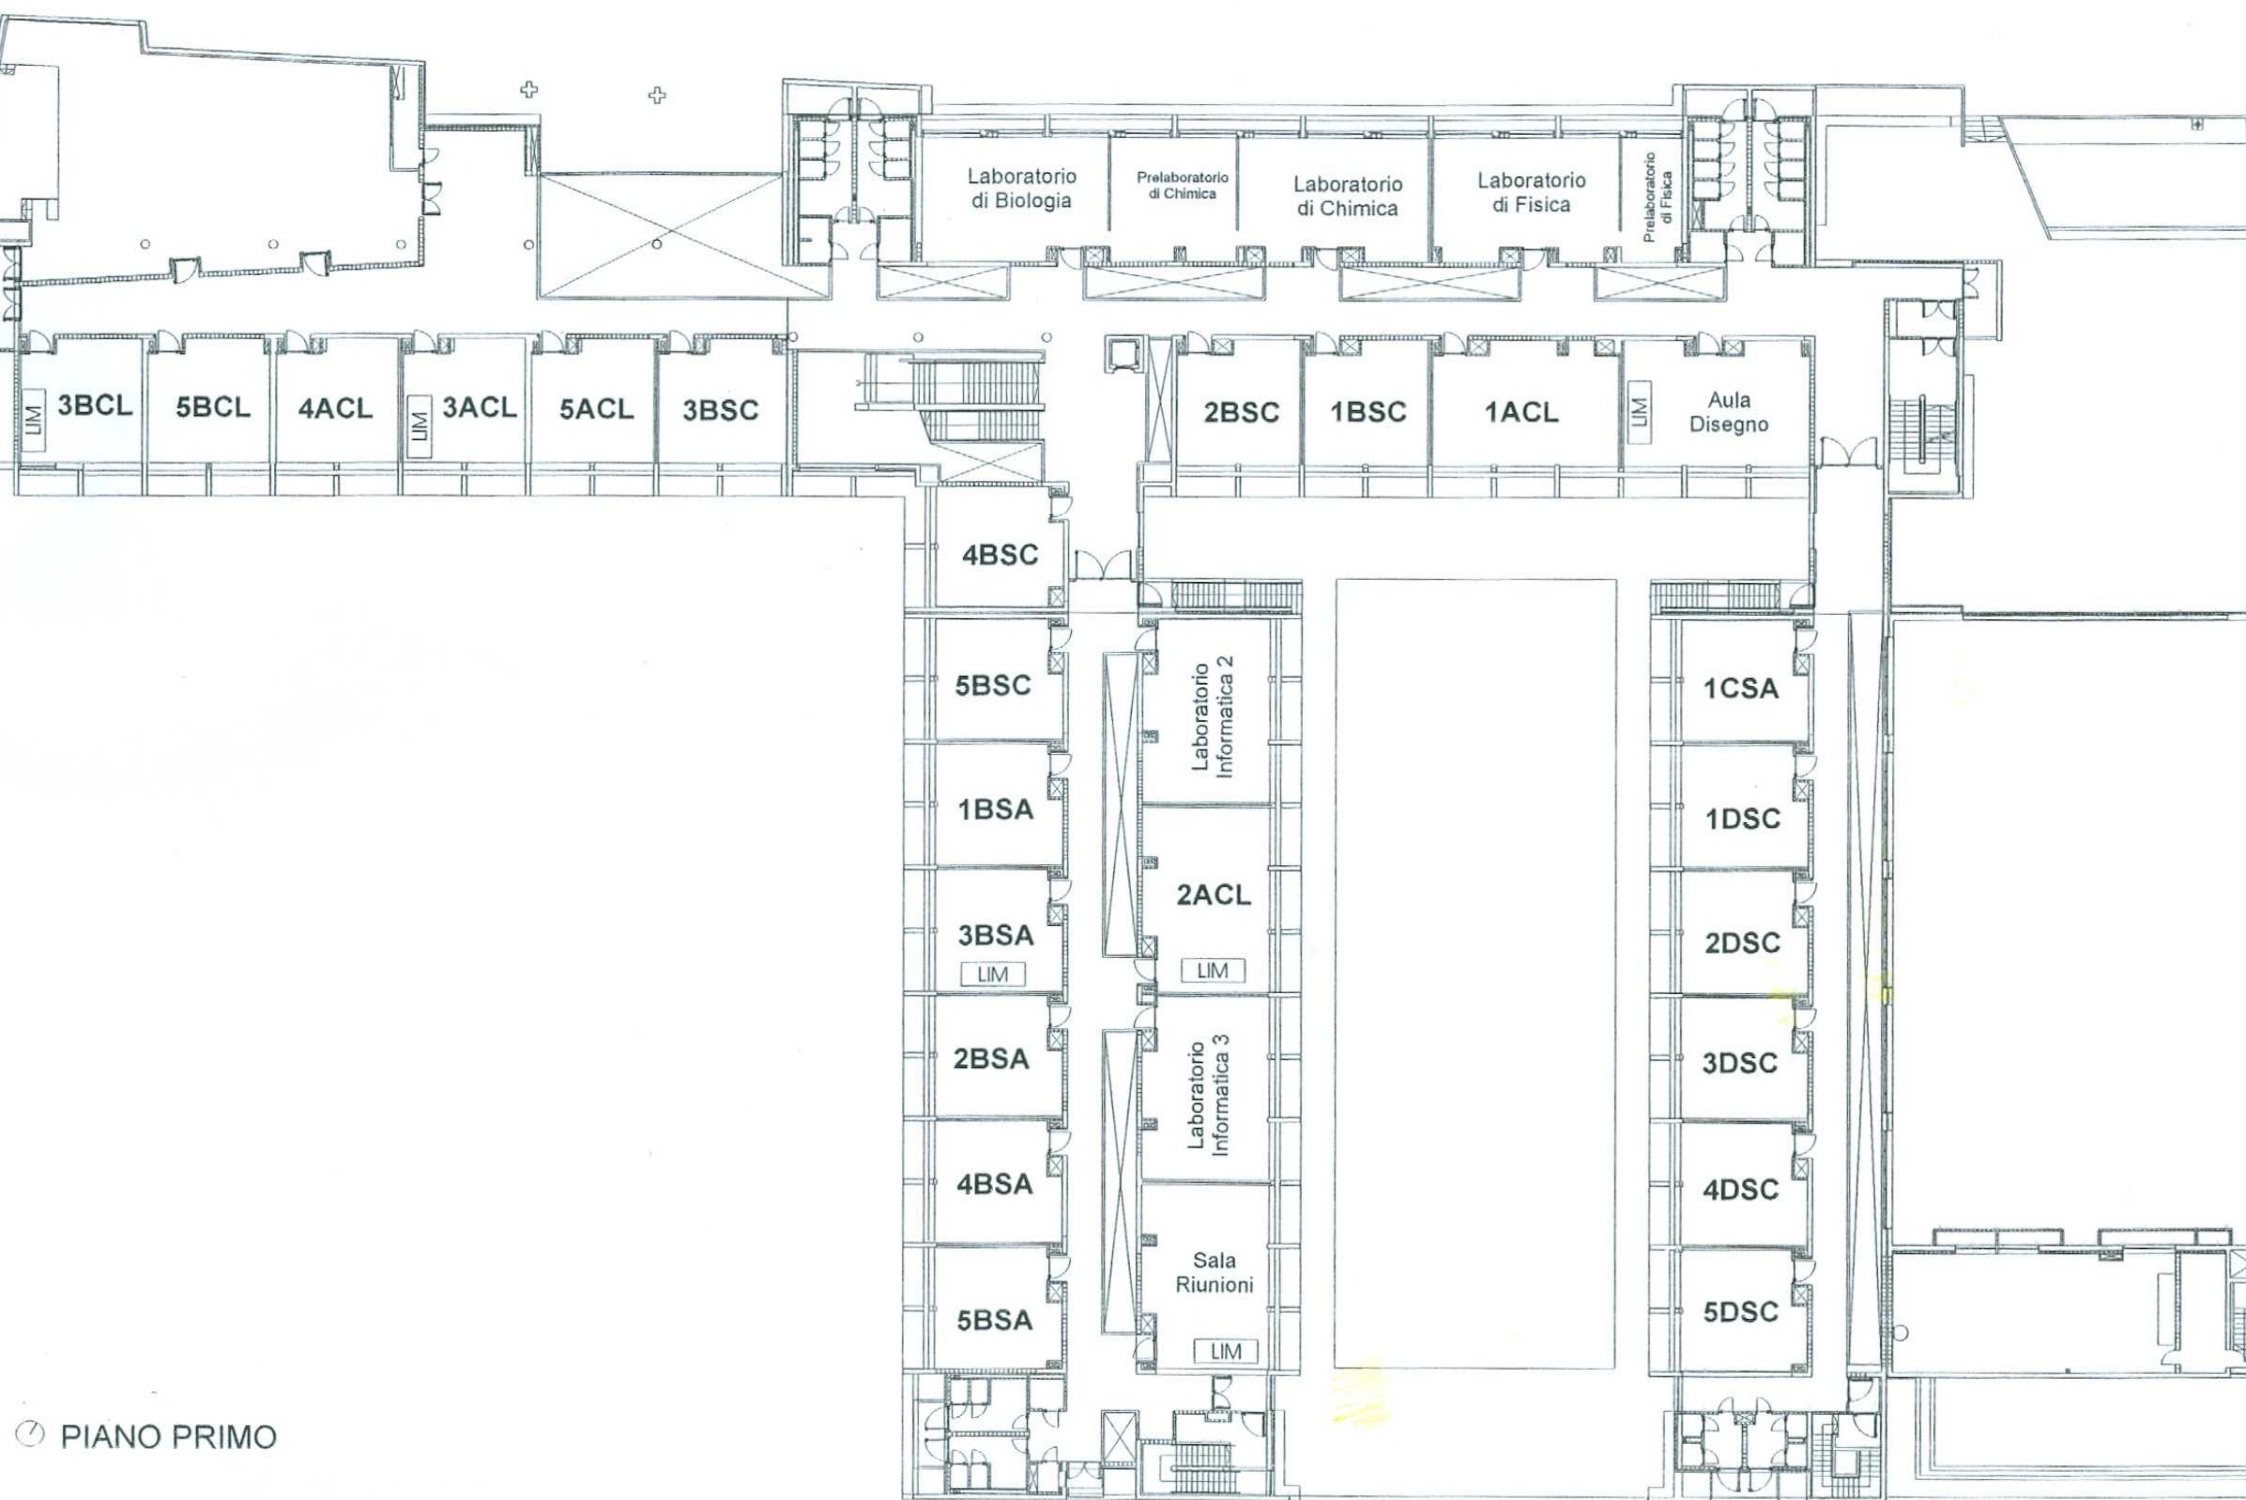 Laboratorio
di Biologia
Prelaboratorio
di Chimica
Laboratorio
di Chimica
Laboratorio
di Fisica
Prelaboratorio
di Fisica
LIM
3BCL
5BCL
4ACL
LIM
3ACL
5ACL
3BSC
2BSC
1BSC
1ACL
LIM
Aula
Disegno
4BSC
5BSC
Laboratorio
Informatica 2
1CSA
1BSA
1DSC
2ACL
LIM
3BSA
LIM
2DSC
2BSA
Laboratorio
Informatica 3
3DSC
4BSA
4DSC
Sala
Riunioni
LIM
5BSA
5DSC
PIANO PRIMO